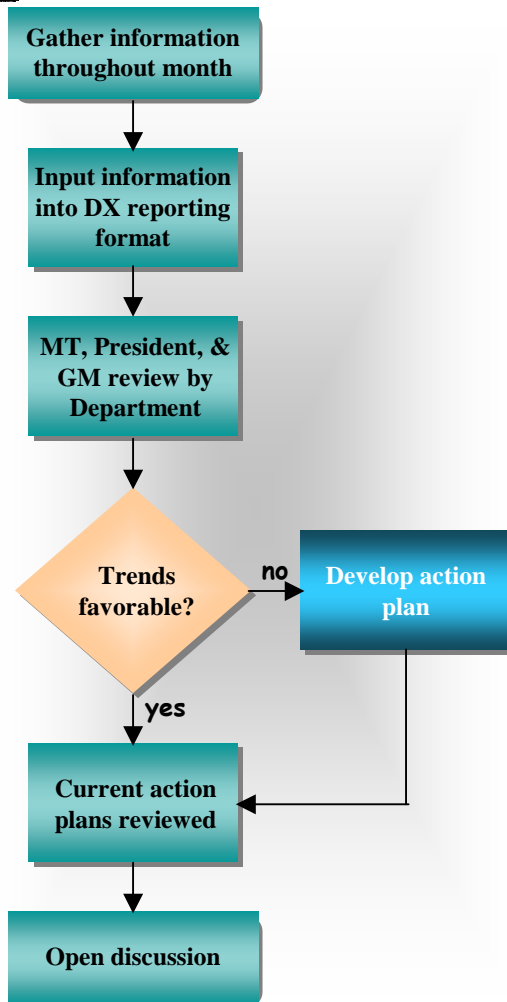 Gather information
throughout month
Input information
into DX reporting
format
MT, President, &
GM review by
Department
Trends
favorable?
no
Develop action
plan
yes
Current action
plans reviewed
Open discussion